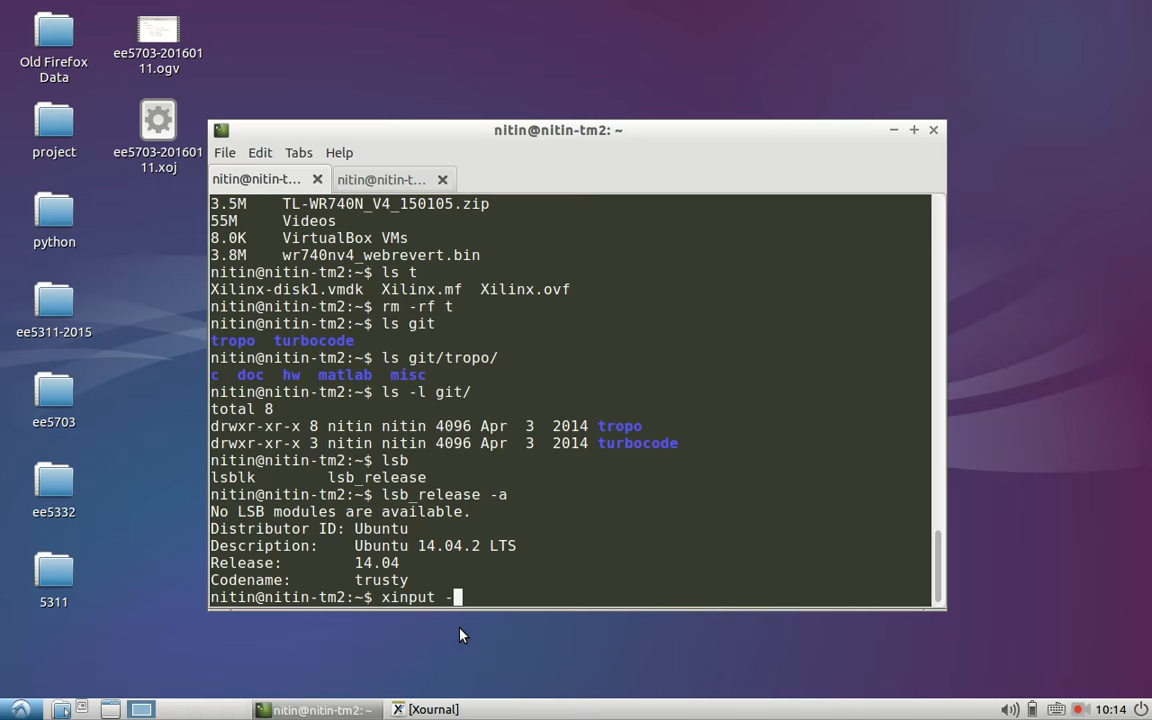 Old Firefox
Data
ee5703-201601
11.ogv
project
ee5703-201601
11.xoj
python
ee5311-2015
ee5703
ee5332
5311
nitin@nitin-tm2: ~
File Edit Tabs Help
nitin@nitin-t... nitin@nitin-t...
3.5M TL-WR740N_V4_150105.zip
55M Videos
8.0K VirtualBox VMs
3.8M wr740nv4_webrevert.bin
nitin@nitin-tm2:~$ ls t
Xilinx-disk1.vmdk Xilinx.mf Xilinx.ovf
nitin@nitin-tm2:~$ rm -rf t
nitin@nitin-tm2:~$ ls git
tropo turbocode
nitin@nitin-tm2:~$ ls git/tropo/
c doc hw matlab misc
nitin@nitin-tm2:~$ ls -l git/
total 8
drwxr-xr-x 8 nitin nitin 4096 Apr 3 2014 tropo
drwxr-xr-x 3 nitin nitin 4096 Apr 3 2014 turbocode
nitin@nitin-tm2:~$ lsb
lsblk lsb_release
nitin@nitin-tm2:~$ lsb_release -a
No LSB modules are available.
Distributor ID: Ubuntu
Description: Ubuntu 14.04.2 LTS
Release: 14.04
Codename: trusty
nitin@nitin-tm2:~$ xinput -
nitin@nitin-tm2: ~ [Xournal] 10:14